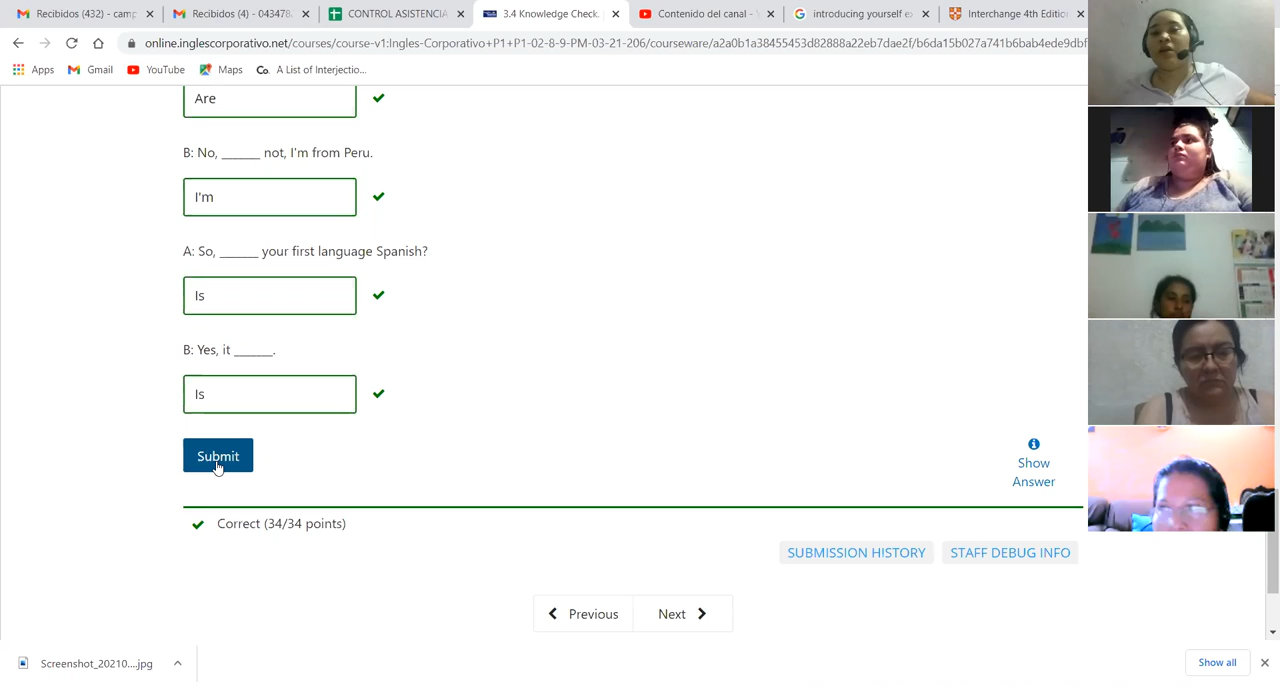 Recibidos (432) - camp
Recibidos (4) - 043478
CONTROL ASISTENCIA
3.4 Knowledge Check.
Contenido del canal -
introducing yourself ex
Interchange 4th Edition
online.inglescorporativo.net/courses/course-v1:Ingles-Corporativo+P1+P1-02-8-9-PM-03-21-206/courseware/a2a0b1a38455453d82888a22eb7dae2f/b6da15b027a741b6bab4ede9dbf
Apps
Gmail
YouTube
Maps
Co. A List of Interjectio...
Are
B: No, ______ not, I'm from Peru.
I'm
A: So, ______ your first language Spanish?
Is
B: Yes, it ______.
Is
Submit
Show
Answer
Correct (34/34 points)
SUBMISSION HISTORY
STAFF DEBUG INFO
Previous
Next
Screenshot_20210....jpg
Show all